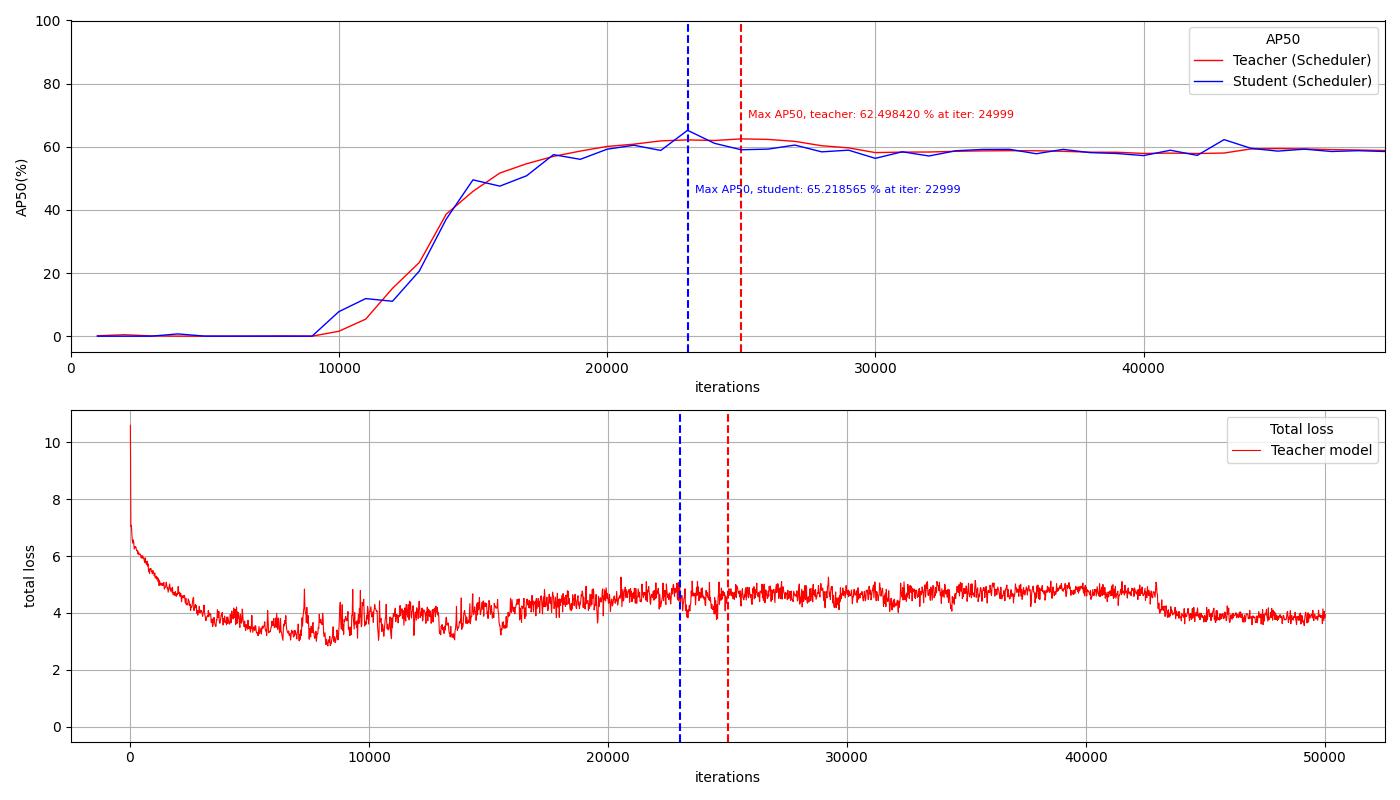 100
80
60
40
20
0
AP50(%)
AP50
Teacher (Scheduler)
Student (Scheduler)
Max AP50, teacher: 62.498420 % at iter: 24999
Max AP50, student: 65.218565 % at iter: 22999
0 10000 20000 30000 40000
iterations
10
8
6
4
2
0
total loss
Total loss
Teacher model
0 10000 20000 30000 40000 50000
iterations